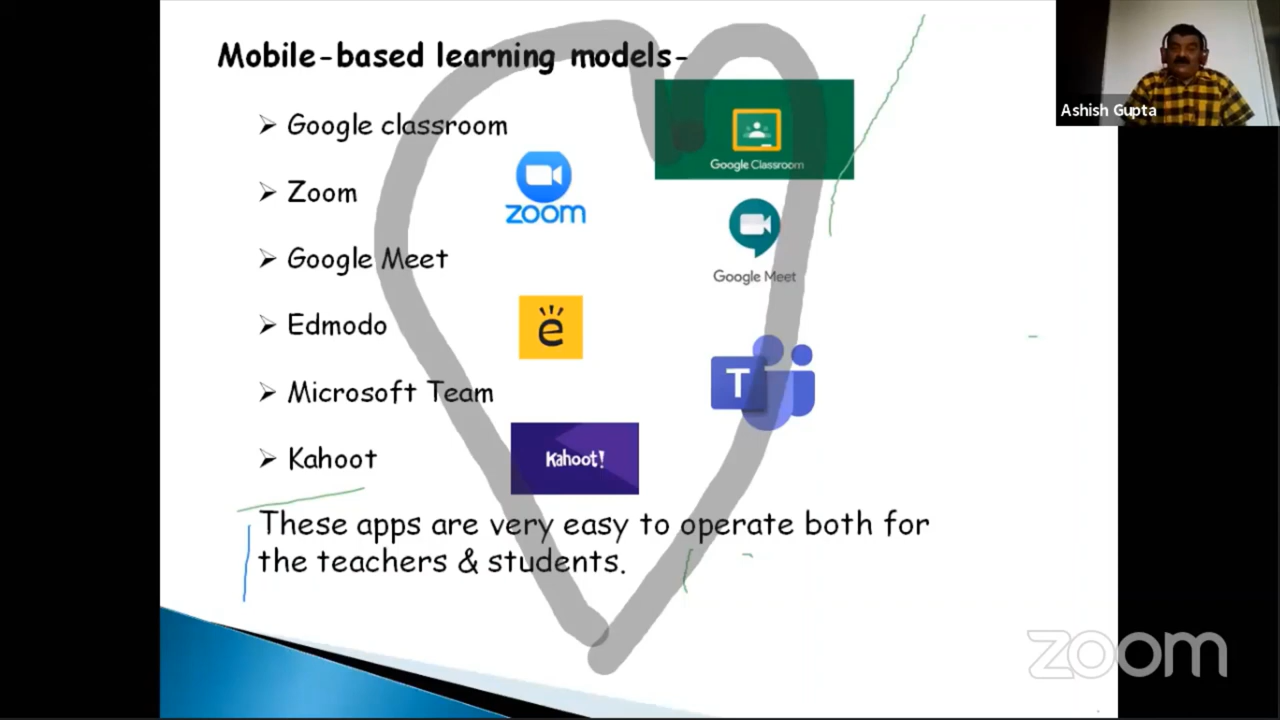 Mobile-based learning models-
Ashish Gupta
➢ Google classroom
Google Classroom
➢ Zoom
zoom
➢ Google Meet
Google Meet
➢ Edmodo
e
➢ Microsoft Team
T
➢ Kahoot
Kahoot!
These apps are very easy to operate both for
the teachers & students.
zoom